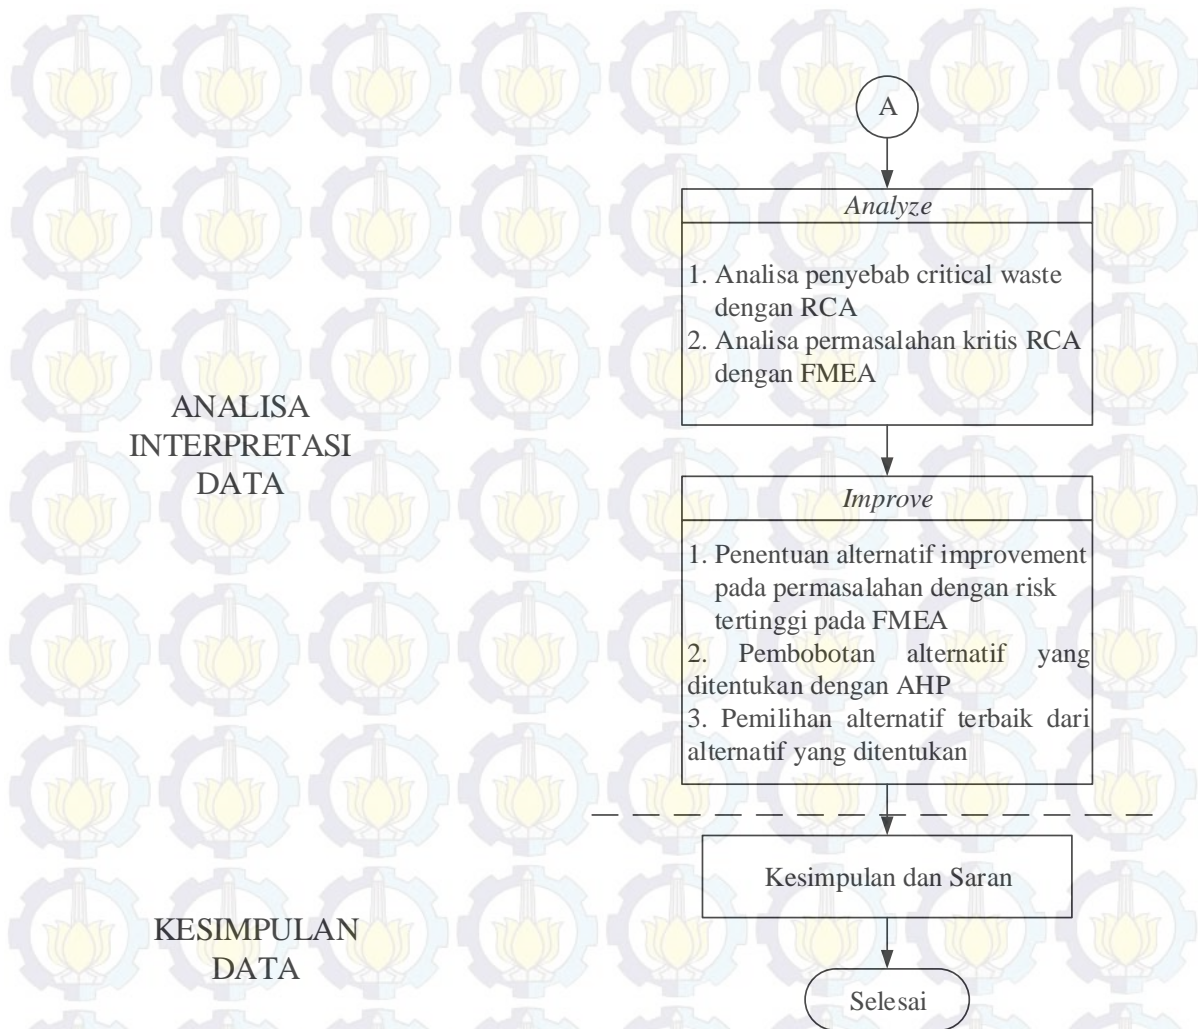 A
Analyze
1. Analisa penyebab critical waste
dengan RCA
2. Analisa permasalahan kritis RCA
dengan FMEA
ANALISA
INTERPRETASI
DATA
Improve
1. Penentuan alternatif improvement
pada permasalahan dengan risk
tertinggi pada FMEA
2. Pembobotan alternatif yang
ditentukan dengan AHP
3. Pemilihan alternatif terbaik dari
alternatif yang ditentukan
Kesimpulan dan Saran
KESIMPULAN
DATA
Selesai